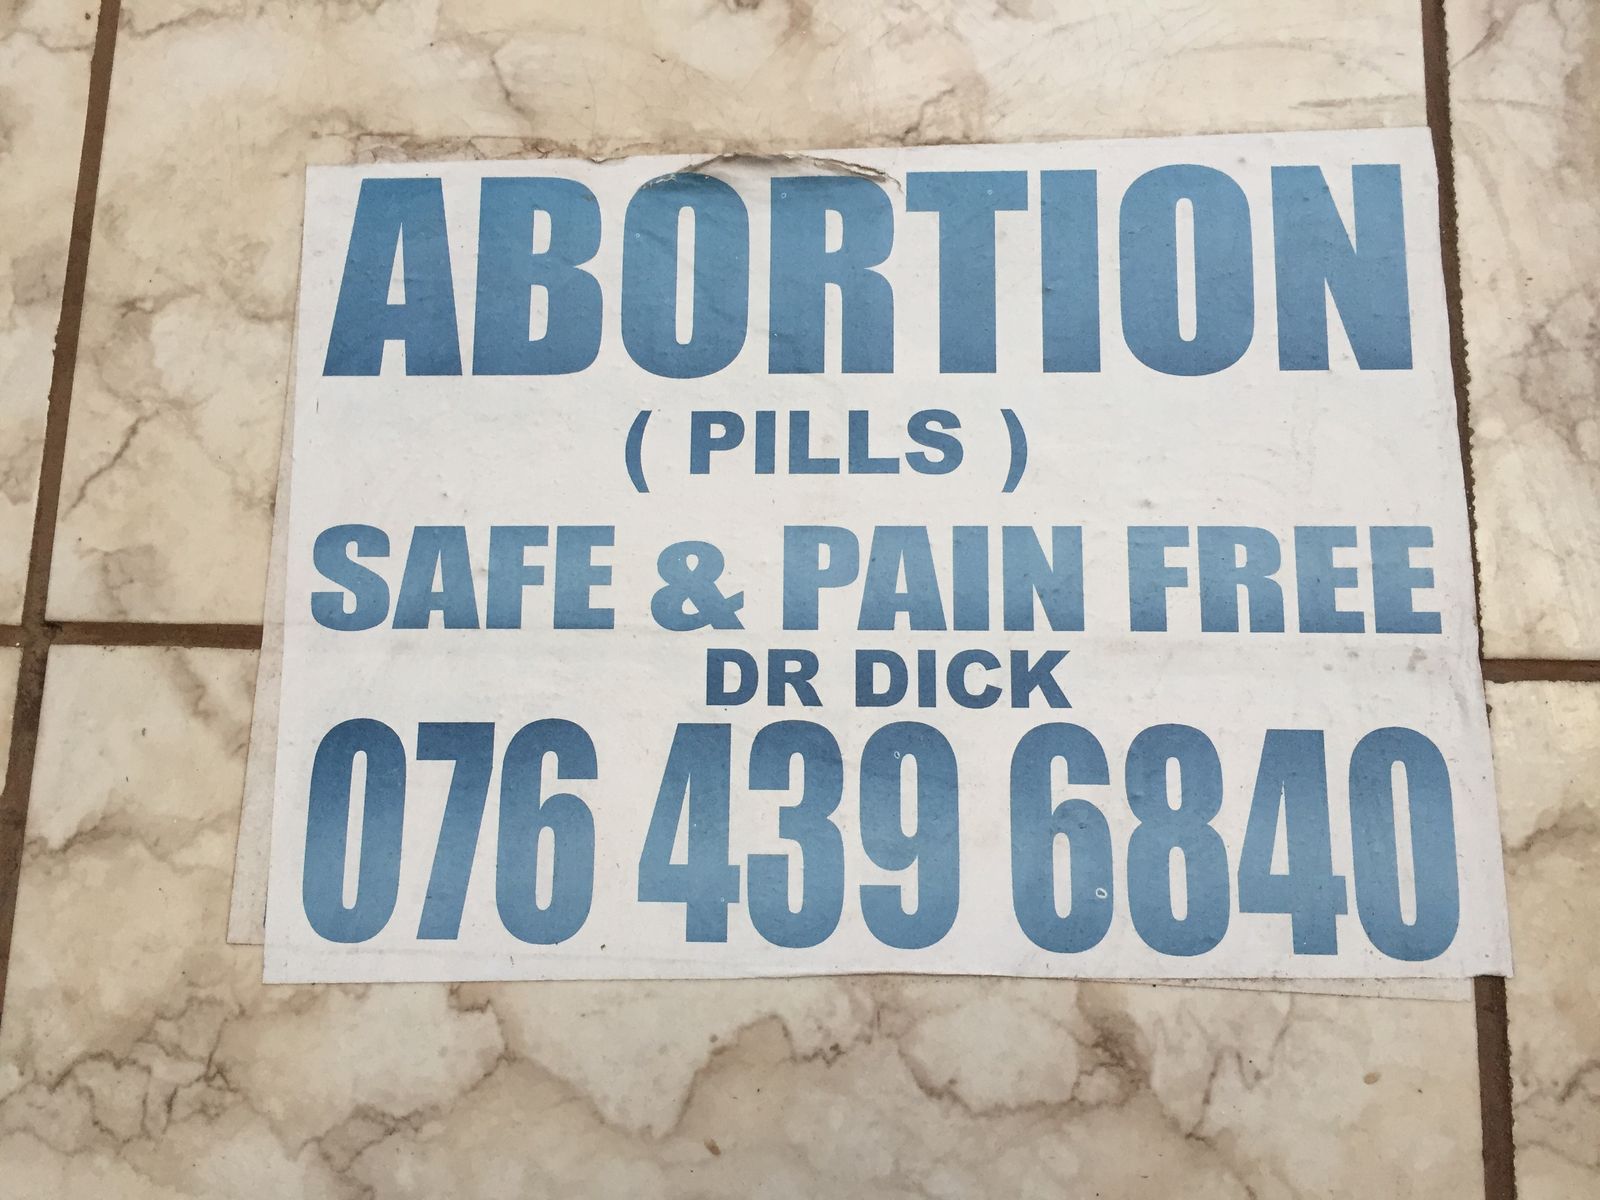 ABORTION
( PILLS )
SAFE & PAIN FREE
DR DICK
076 439 6840